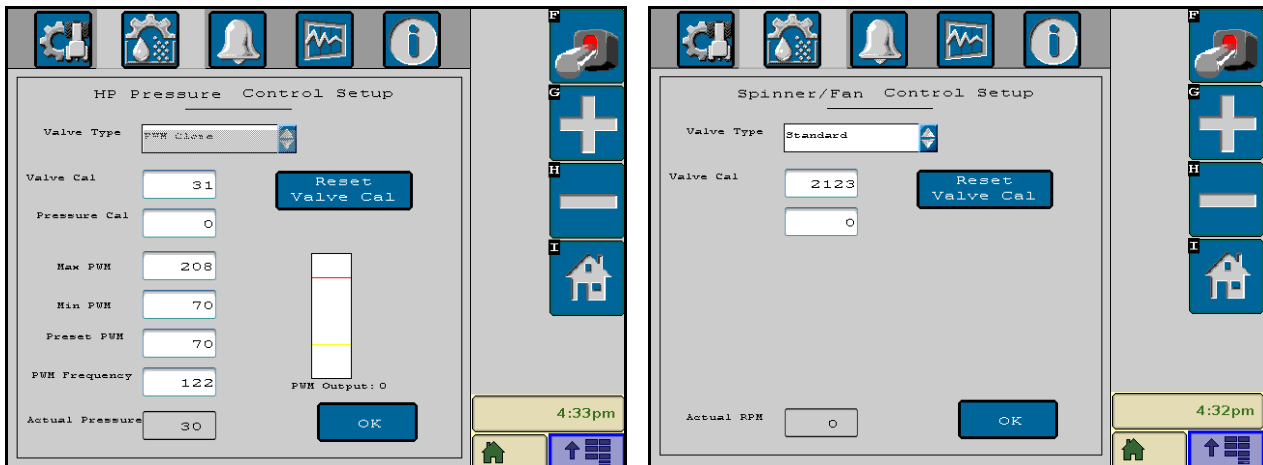 HP Pressure Control Setup
Valve Type PWM Close
Valve Cal 31 Reset Valve Cal
Pressure Cal 0
Max PWM 208
Min PWM 70
Preset PWM 70
PWM Frequency 122
PWM Output: 0
Actual Pressure 30
OK
F
G
H
I
4:33pm
Spinner/Fan Control Setup
Valve Type Standard
Valve Cal 2123 Reset Valve Cal
0
Actual RPM 0
OK
F
G
H
I
4:32pm